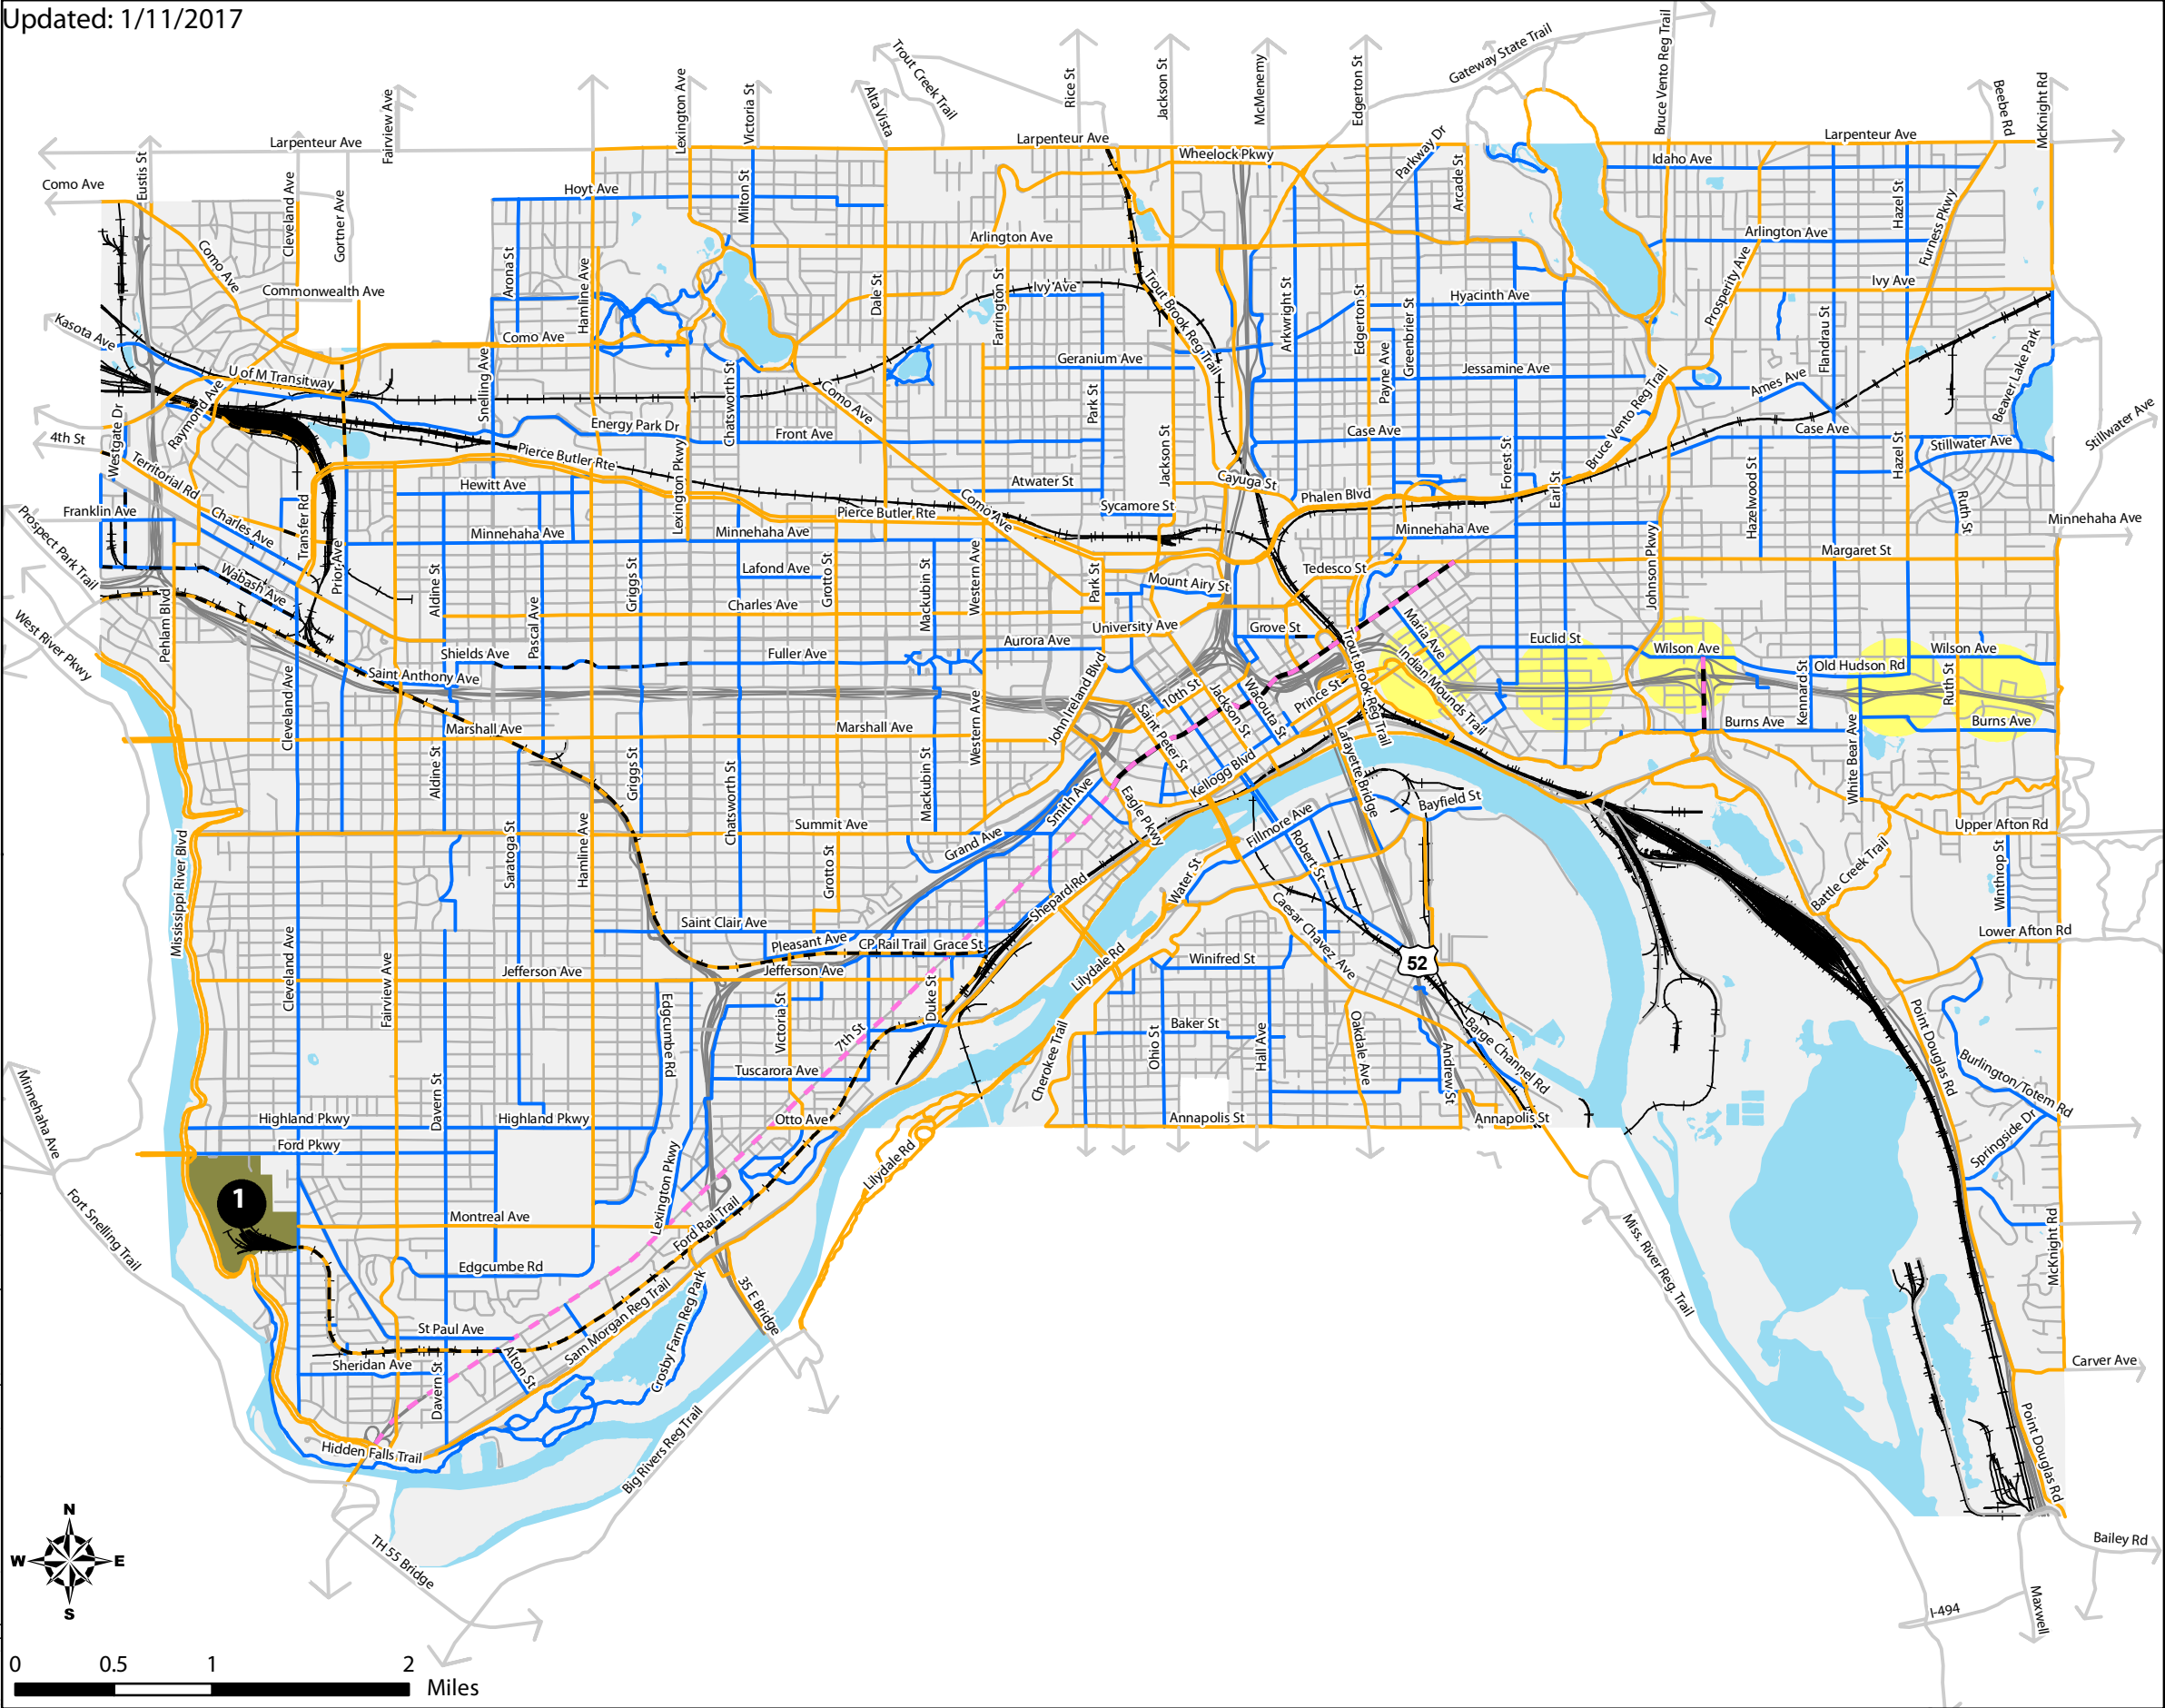 Updated: 1/11/2017
Gateway State Trail
Bruce Vento Reg Trail
Trout Creek Trail
Alta Vista
Rice St
Jackson St
McMenemy
Edgerton St
Beebe Rd
McKnight Rd
Fairview Ave
Lexington Ave
Victoria St
Larpenteur Ave
Larpenteur Ave
Larpenteur Ave
Wheelock Pkwy
Parkway Dr
Arcade St
Idaho Ave
Como Ave
Eustis St
Cleveland Ave
Gortner Ave
Hoyt Ave
Milton St
Hazel St
Furness Pkwy
Como Ave
Arona St
Hamline Ave
Arlington Ave
Arlington Ave
Prosperity Ave
Commonwealth Ave
Dale St
Farrington St
Ivy Ave
Trout Brook Reg Trail
Arkwright St
Edgerton St
Greenbrier St
Hyacinth Ave
Ivy Ave
Flandrau St
Kasota Ave
Como Ave
Snelling Ave
Geranium Ave
Payne Ave
Jessamine Ave
Ames Ave
Beaver Lake Park
U of M Transitway
Raymond Ave
Chatsworth St
Como Ave
Park St
Bruce Vento Reg Trail
Stillwater Ave
Westgate Dr
4th St
Energy Park Dr
Front Ave
Jackson St
Case Ave
Case Ave
Hazel St
Stillwater Ave
Territorial Rd
Pierce Butler Rte
Lexington Pkwy
Forest St
Earl St
Hazelwood St
Ruth St
Hewitt Ave
Atwater St
Cayuga St
Phalen Blvd
Sycamore St
Franklin Ave
Charles Ave
Transfer Rd
Pierce Butler Rte
Como Ave
Minnehaha Ave
Minnehaha Ave
Minnehaha Ave
Minnehaha Ave
Johnson Pkwy
Margaret St
Prospect Park Trail
Wabash Ave
Prior Ave
Aldine St
Pascal Ave
Griggs St
Lafond Ave
Grotto St
Mackubin St
Western Ave
Park St
Mount Airy St
Tedesco St
Charles Ave
West River Pkwy
Pehlam Blvd
University Ave
Grove St
Maria Ave
Euclid St
Aurora Ave
Shields Ave
Fuller Ave
Trout Brook Reg Trail
Indian Mounds Trail
Wilson Ave
Wilson Ave
Old Hudson Rd
Saint Anthony Ave
John Ireland Blvd
10th St
Jackson St
Wacouta St
Prince St
Kennard St
Ruth St
Cleveland Ave
Marshall Ave
Marshall Ave
Western Ave
Saint Peter St
Burns Ave
Burns Ave
White Bear Ave
Aldine St
Griggs St
Chatsworth St
Mackubin St
Smith Ave
Eagle Pkwy
Kellogg Blvd
Lafayette Bridge
Fillmore Ave
Bayfield St
Mississippi River Blvd
Saratoga St
Hamline Ave
Summit Ave
Grotto St
Grand Ave
Shepard Rd
Water St
Robert St
Upper Afton Rd
Battle Creek Trail
Winthrop St
Saint Clair Ave
Pleasant Ave
CP Rail Trail
Grace St
Caesar Chavez Ave
Lower Afton Rd
Cleveland Ave
Fairview Ave
Jefferson Ave
Jefferson Ave
Duke St
Lilydale Rd
Winifred St
52
Edgcumbe Rd
Victoria St
7th St
Cherokee Trail
Ohio St
Baker St
Hall Ave
Oakdale Ave
Andrew St
Barge Channel Rd
Point Douglas Rd
Burlington/Totem Rd
Minnehaha Ave
Davern St
Tuscarora Ave
Highland Pkwy
Highland Pkwy
Otto Ave
Annapolis St
Annapolis St
Springside Dr
Ford Pkwy
Lilydale Rd
Lexington Pkwy
1
Fort Snelling Trail
Montreal Ave
Ford Rail Trail
Miss. River Reg. Trail
McKnight Rd
Edgcumbe Rd
35 E Bridge
Crosby Farm Reg Park
Sam Morgan Reg Trail
St Paul Ave
Sheridan Ave
Alton St
Davern St
Carver Ave
Hidden Falls Trail
Big Rivers Reg Trail
Point Douglas Rd
TH 55 Bridge
Bailey Rd
I-494
Maxwell
N
W
E
S
0 0.5 1 2
Miles